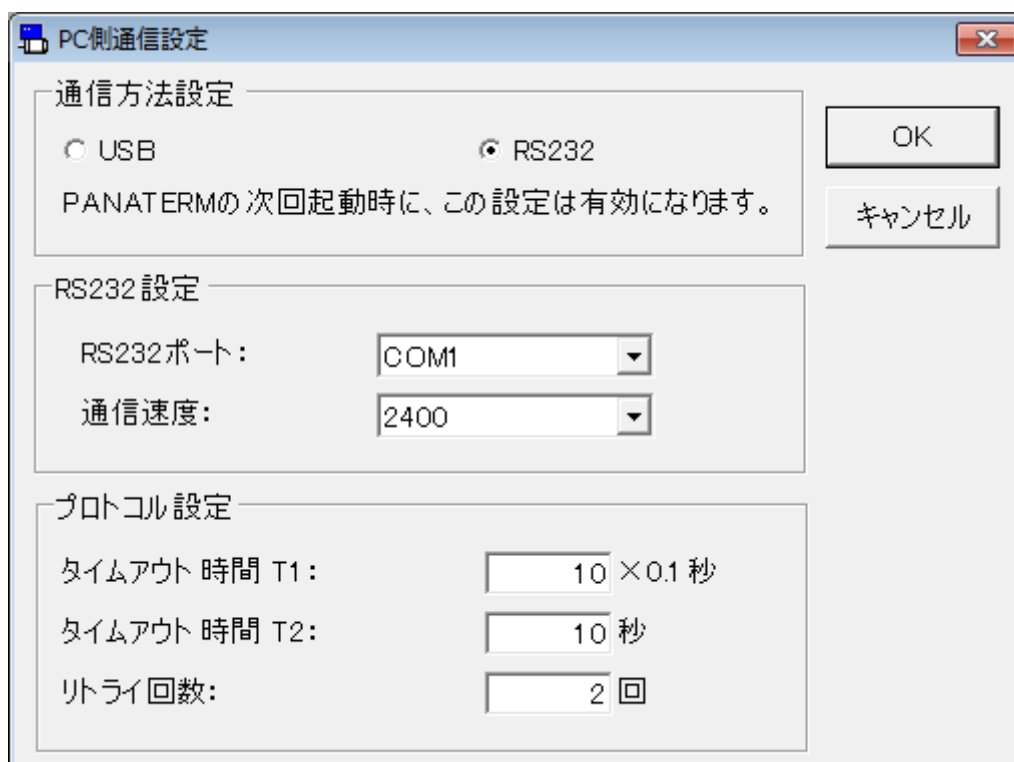 PC側通信設定
通信方法設定
USB
RS232
OK
PANATERMの次回起動時に、この設定は有効になります。
キャンセル
RS232設定
RS232ポート:
COM1
通信速度:
2400
プロトコル設定
タイムアウト時間 T1:
10 ×0.1 秒
タイムアウト時間 T2:
10 秒
リトライ回数:
2 回